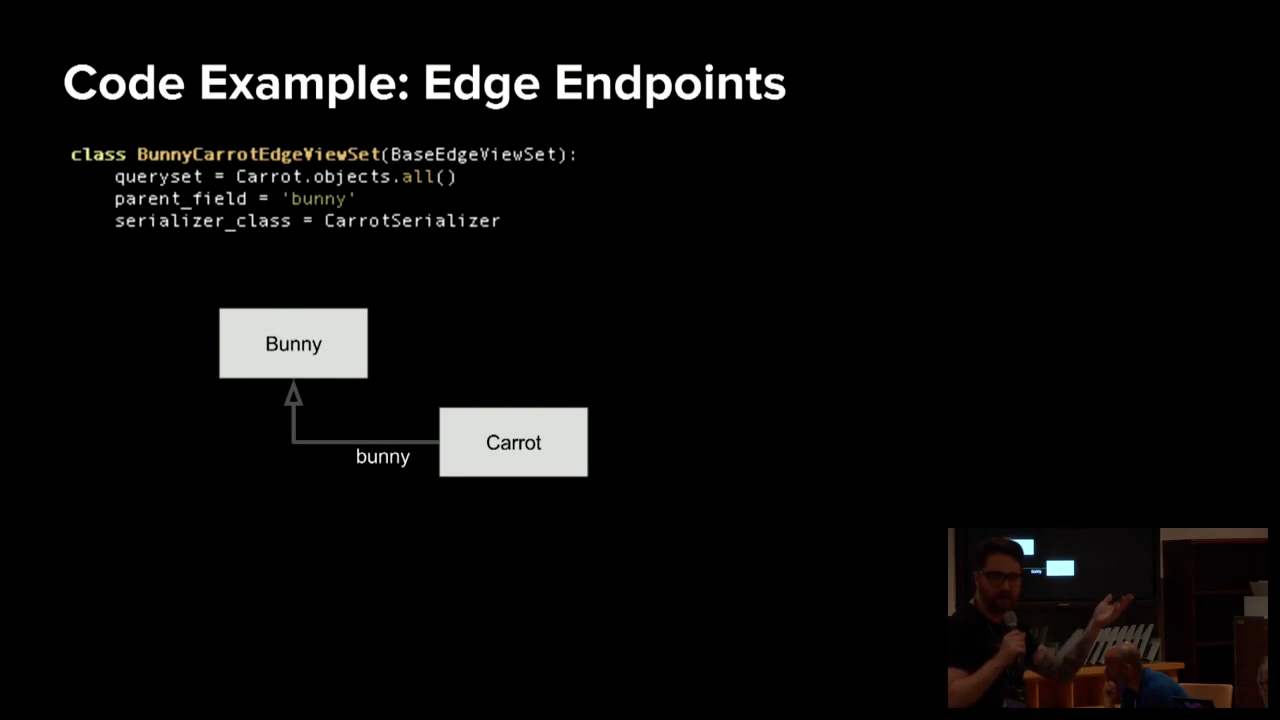 Code Example: Edge Endpoints
class BunnyCarrotEdgeViewSet(BaseEdgeViewSet):
queryset = Carrot.objects.all()
parent_field = 'bunny'
serializer_class = CarrotSerializer
Bunny
Carrot
bunny